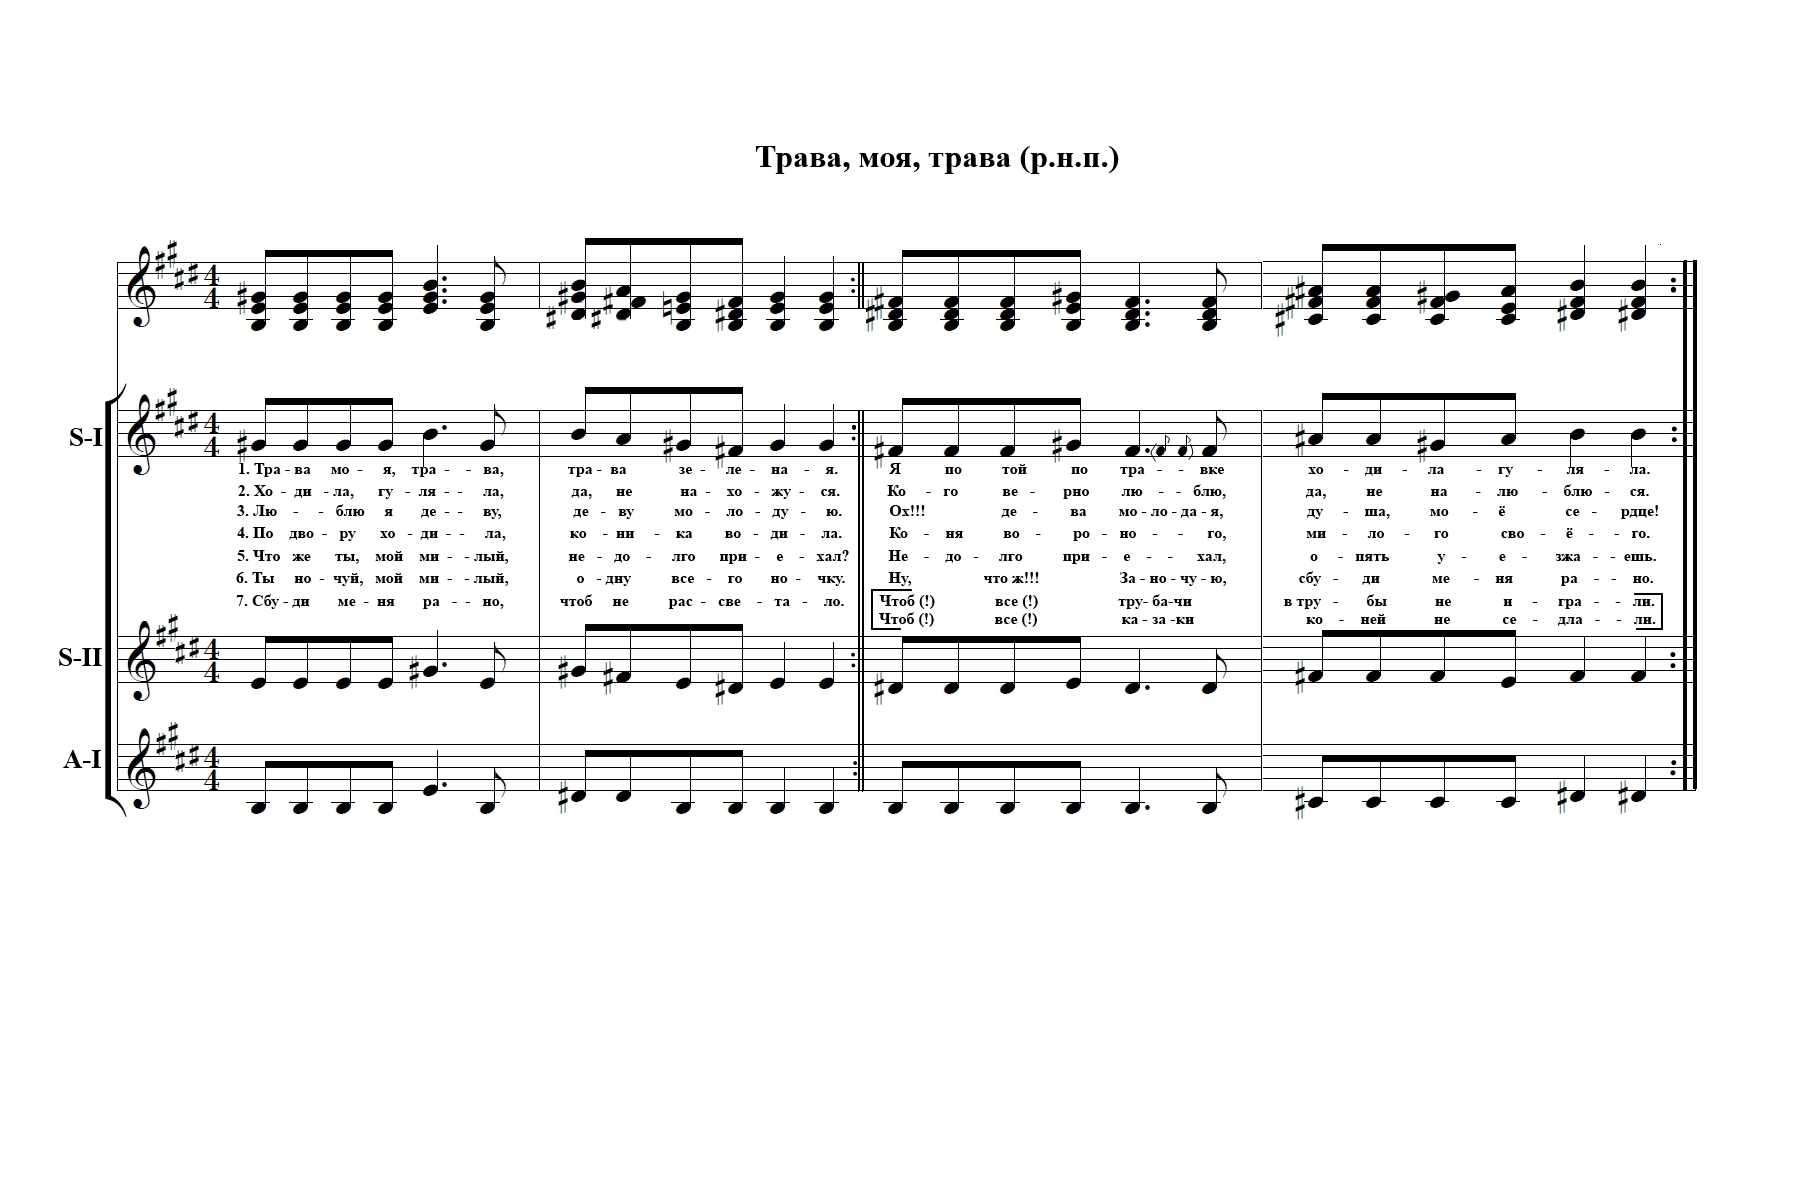 Трава, моя, трава (р.н.п.)
4 4
S-I
4 4
1. Тра - ва мо - я, тра - - ва, тра - ва зе - ле - на - я. Я по той по тра - - вке хо - ди - ла - гу - ля - ла.
2. Хо - ди - ла, гу - ля - - ла, да, не на - хо - жу - ся. Ко - го ве - рно лю - - блю, да, не на - лю - блю - ся.
3. Лю - - блю я де - - ву, де - ву мо - ло - ду - ю. Ох!!! де - ва мо - ло - да - я, ду - ша, мо - ё се - рдце!
4. По дво - ру хо - ди - - ла, ко - ни - ка во - ди - ла. Ко - ня во - ро - но - - го, ми - ло - го сво - ё - го.
5. Что же ты, мой ми - - лый, не - до - лго при - е - хал? Не - до - лго при - е - хал, о - пять у - е - зжа - ешь.
6. Ты но - чуй, мой ми - - лый, о - дну все - го но - чку. Ну, что ж!!! За - но - чу - ю, сбу - ди ме - ня ра - но.
7. Сбу - ди ме - ня ра - - но, чтоб не рас - све - та - ло. Чтоб (!) все (!) тру - ба-чи в тру - бы не и - гра - ли.
Чтоб (!) все (!) ка - за -ки ко - ней не се - дла - ли.
S-II
4 4
A-I
4 4